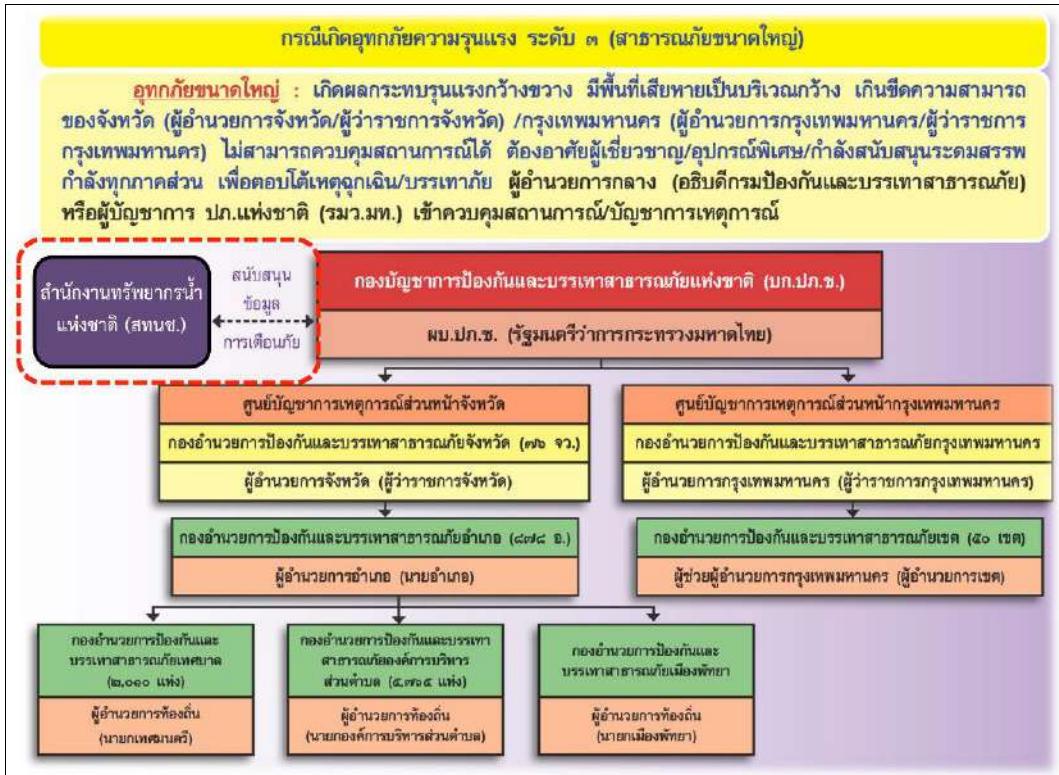 กรณีเกิดอุทกภัยความรุนแรง ระดับ ๓ (สาธารณภัยขนาดใหญ่)
อุทกภัยขนาดใหญ่ : เกิดผลกระทบรุนแรงกว้างขวาง มีพื้นที่เสียหายเป็นบริเวณกว้าง เกินขีดความสามารถ
ของจังหวัด (ผู้อำนวยการจังหวัด/ผู้ว่าราชการจังหวัด) /กรุงเทพมหานคร (ผู้อำนวยการกรุงเทพมหานคร/ผู้ว่าราชการ
กรุงเทพมหานคร) ไม่สามารถควบคุมสถานการณ์ได้ ต้องอาศัยผู้เชี่ยวชาญ/อุปกรณ์พิเศษ/กำลังสนับสนุนระดมสรรพ
กำลังทุกภาคส่วน เพื่อตอบโต้เหตุฉุกเฉิน/บรรเทาภัย ผู้อำนวยการกลาง (อธิบดีกรมป้องกันและบรรเทาสาธารณภัย)
หรือผู้บัญชาการ ปภ.แห่งชาติ (รมว.มท.) เข้าควบคุมสถานการณ์/บัญชาการเหตุการณ์
สำนักงานทรัพยากรน้ำ
แห่งชาติ (สทนช.)
สนับสนุน
ข้อมูล
การเตือนภัย
กองบัญชาการป้องกันและบรรเทาสาธารณภัยแห่งชาติ (บก.ปภ.ช.)
ผบ.ปภ.ช. (รัฐมนตรีว่าการกระทรวงมหาดไทย)
ศูนย์บัญชาการเหตุการณ์ส่วนหน้าจังหวัด
กองอำนวยการป้องกันและบรรเทาสาธารณภัยจังหวัด (๗๖ จว.)
ผู้อำนวยการจังหวัด (ผู้ว่าราชการจังหวัด)
ศูนย์บัญชาการเหตุการณ์ส่วนหน้ากรุงเทพมหานคร
กองอำนวยการป้องกันและบรรเทาสาธารณภัยกรุงเทพมหานคร
ผู้อำนวยการกรุงเทพมหานคร (ผู้ว่าราชการกรุงเทพมหานคร)
กองอำนวยการป้องกันและบรรเทาสาธารณภัยอำเภอ (๘๗๘ อ.)
ผู้อำนวยการอำเภอ (นายอำเภอ)
กองอำนวยการป้องกันและบรรเทาสาธารณภัยเขต (๕๐ เขต)
ผู้ช่วยผู้อำนวยการกรุงเทพมหานคร (ผู้อำนวยการเขต)
กองอำนวยการป้องกันและ
บรรเทาสาธารณภัยเทศบาล
(๒,๐๑๐ แห่ง)
ผู้อำนวยการท้องถิ่น
(นายกเทศมนตรี)
กองอำนวยการป้องกันและบรรเทา
สาธารณภัยองค์การบริหาร
ส่วนตำบล (๕,๗๖๕ แห่ง)
ผู้อำนวยการท้องถิ่น
(นายกองค์การบริหารส่วนตำบล)
กองอำนวยการป้องกันและ
บรรเทาสาธารณภัยเมืองพัทยา
ผู้อำนวยการท้องถิ่น
(นายกเมืองพัทยา)